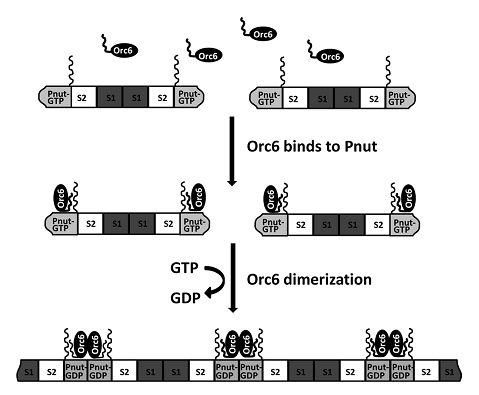 Orc6
Orc6
Orc6
Orc6
Pnut-GTP S2 S1 S1 S2 Pnut-GTP
Pnut-GTP S2 S1 S1 S2 Pnut-GTP
Orc6 binds to Pnut
Orc6 Orc6 Orc6 Orc6
Pnut-GTP S2 S1 S1 S2 Pnut-GTP
Pnut-GTP S2 S1 S1 S2 Pnut-GTP
GTP
GDP
Orc6 dimerization
Orc6 Orc6 Orc6 Orc6 Orc6 Orc6
S1 S2 Pnut-GDP Pnut-GDP S2 S1 S1 S2 Pnut-GDP Pnut-GDP S2 S1 S1 S2 Pnut-GDP Pnut-GDP S2 S1